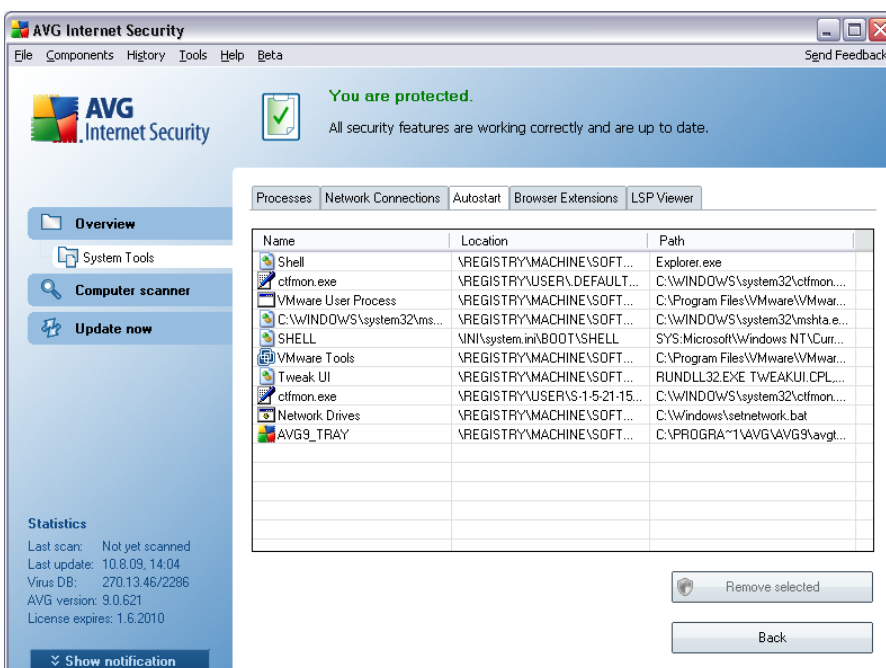 AVG Internet Security
File Components History Tools Help Beta Send Feedback
AVG
Internet Security
You are protected.
All security features are working correctly and are up to date.
Processes Network Connections Autostart Browser Extensions LSP Viewer
Overview
System Tools
Computer scanner
Update now
Name Location Path
Shell \REGISTRY\MACHINE\SOFT... Explorer.exe
ctfmon.exe \REGISTRY\USER\.DEFAULT... C:\WINDOWS\system32\ctfmon....
VMware User Process \REGISTRY\MACHINE\SOFT... C:\Program Files\VMware\VMwar...
C:\WINDOWS\system32\ms... \REGISTRY\MACHINE\SOFT... C:\WINDOWS\system32\mshta.e...
SHELL \INI\system.ini\BOOT\SHELL SYS:Microsoft\Windows NT\Curr...
VMware Tools \REGISTRY\MACHINE\SOFT... C:\Program Files\VMware\VMwar...
Tweak UI \REGISTRY\MACHINE\SOFT... RUNDLL32.EXE TWEAKUI.CPL,...
ctfmon.exe \REGISTRY\USER\S-1-5-21-15... C:\WINDOWS\system32\ctfmon....
Network Drives \REGISTRY\MACHINE\SOFT... C:\Windows\setnetwork.bat
AVG9_TRAY \REGISTRY\MACHINE\SOFT... C:\PROGRA~1\AVG\AVG9\avgt...
Statistics
Last scan: Not yet scanned
Last update: 10.8.09, 14:04
Virus DB: 270.13.46/2286
AVG version: 9.0.621
License expires: 1.6.2010
Show notification
Remove selected
Back